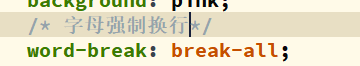 background: pink;
/* 字母强制换行*/
word-break: break-all;